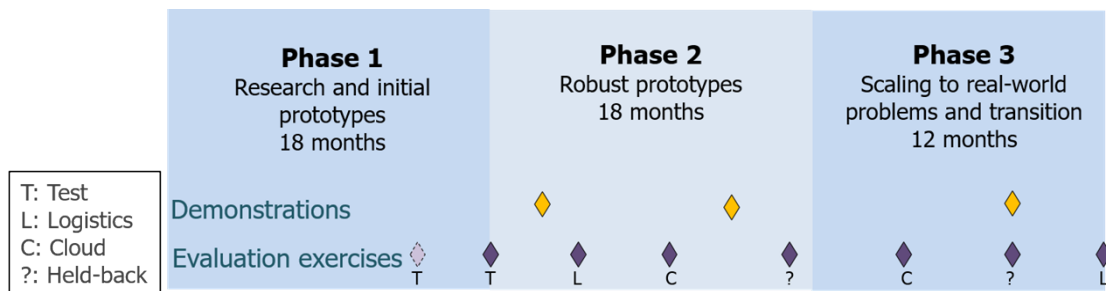 Phase 1
Research and initial
prototypes
18 months
Phase 2
Robust prototypes
18 months
Phase 3
Scaling to real-world
problems and transition
12 months
T: Test
L: Logistics
C: Cloud
?: Held-back
Demonstrations
Evaluation exercises
T T L C ? C ? L